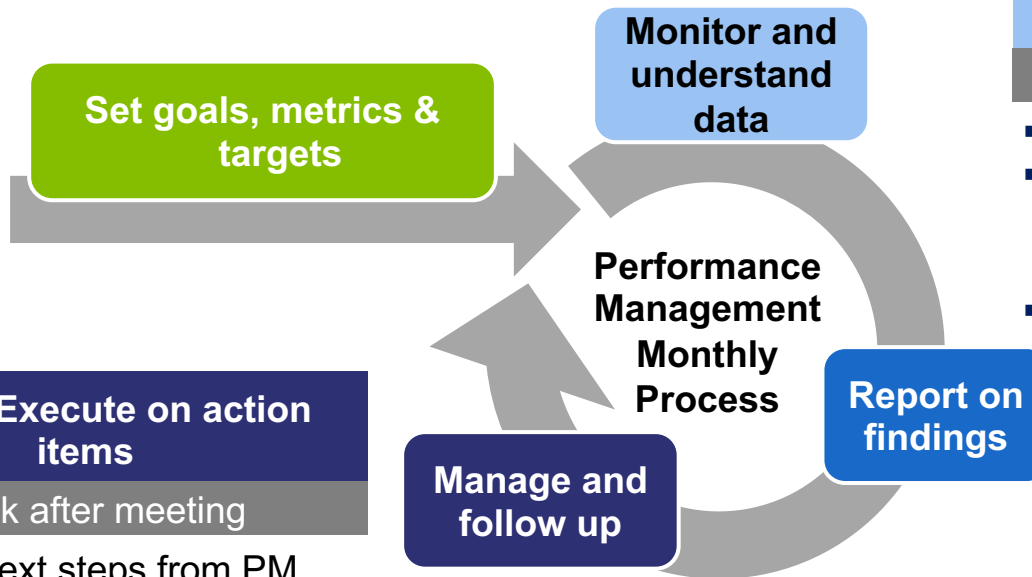 Monitor and
understand
data
Set goals, metrics &
targets
Performance
Management
Monthly
Process
Report on
findings
Execute on action
items
Manage and
follow up
after meeting
steps from PM